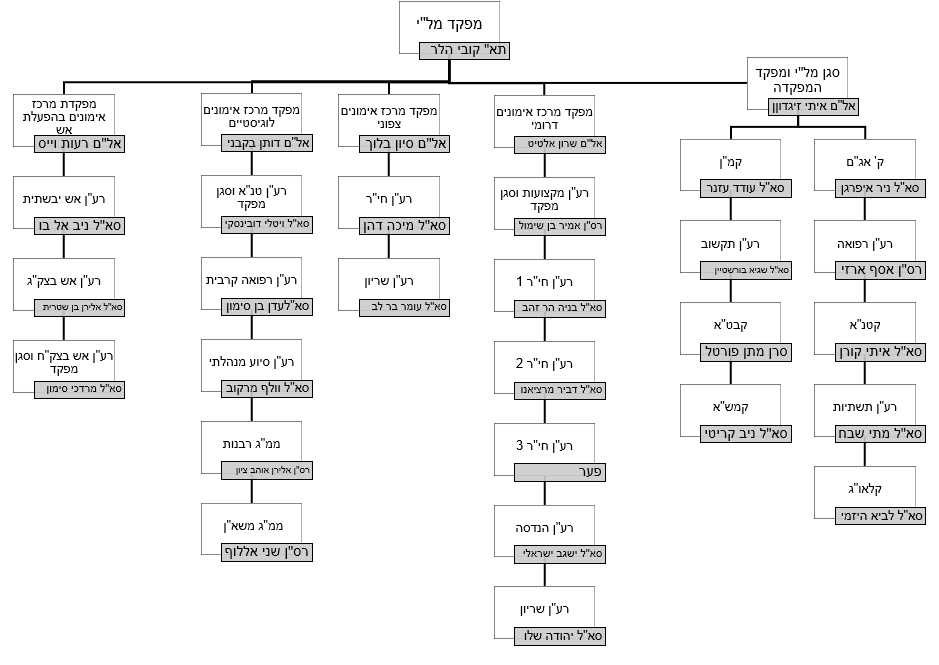 מפקד מל"י
תא" קובי הלר
סגן מל"י ומפקד
המפקדה
אל"ם איתי זיגדווןן
ק' אג"ם
סא"ל ניר איפרגן
רע"ן רפואה
רס"ן אסף ארזי
קטנ"א
סא"ל איתי קורן
רע"ן תשתיות
סא"ל מתי שבח
קלאו"ג
סא"ל לביא היזמי
קמ"ן
סא"ל עודד עזנר
רע"ן תקשוב
סא"ל שגיא בורשטיין
קבט"א
סרן מתן פורטל
קמש"א
סא"ל ניב קריטי
מפקד מרכז אימונים
דרומי
אל"ם שרון אלטיט
רע"ן מקצועות וסגן
מפקד
רס"ן אמיר בן שימול
רע"ן חי"ר 1
סא"ל בניה הר זהב
רע"ן חי"ר 2
סא"ל דביר מרציאנו
רע"ן חי"ר 3
פער
רע"ן הנדסה
סא"ל ישגב ישראלי
רע"ן שריון
סא"ל יהודה שלו
מפקד מרכז אימונים
צפוני
אל"ם סיון בלוך
רע"ן חי"ר
סא"ל מיכה דהן
רע"ן שריון
סא"ל עומר בר לב
מפקד מרכז אימונים
לוגיסטיים
אל"ם דותן בקבני
רע"ן טנ"א וסגן
מפקד
סא"ל ויטלי דובינסקי
רע"ן רפואה קרבית
סא"לעדן בן סימון
רע"ן סיוע מנהלתי
סא"ל וולף מרקוב
ממ"ג רבנות
רס"ן אלירן אוהב ציון
ממ"ג משא"ן
רס"ן שני אללוף
מפקדת מרכז
אימונים בהפעלת
אש
אל"ם רעות וייס
רע"ן אש יבשתית
סא"ל ניב אל בו
רע"ן אש בצק"ג
סא"ל אלירן בן שטרית
רע"ן אש בצק"ח וסגן
מפקד
סא"ל מרדכי סימון